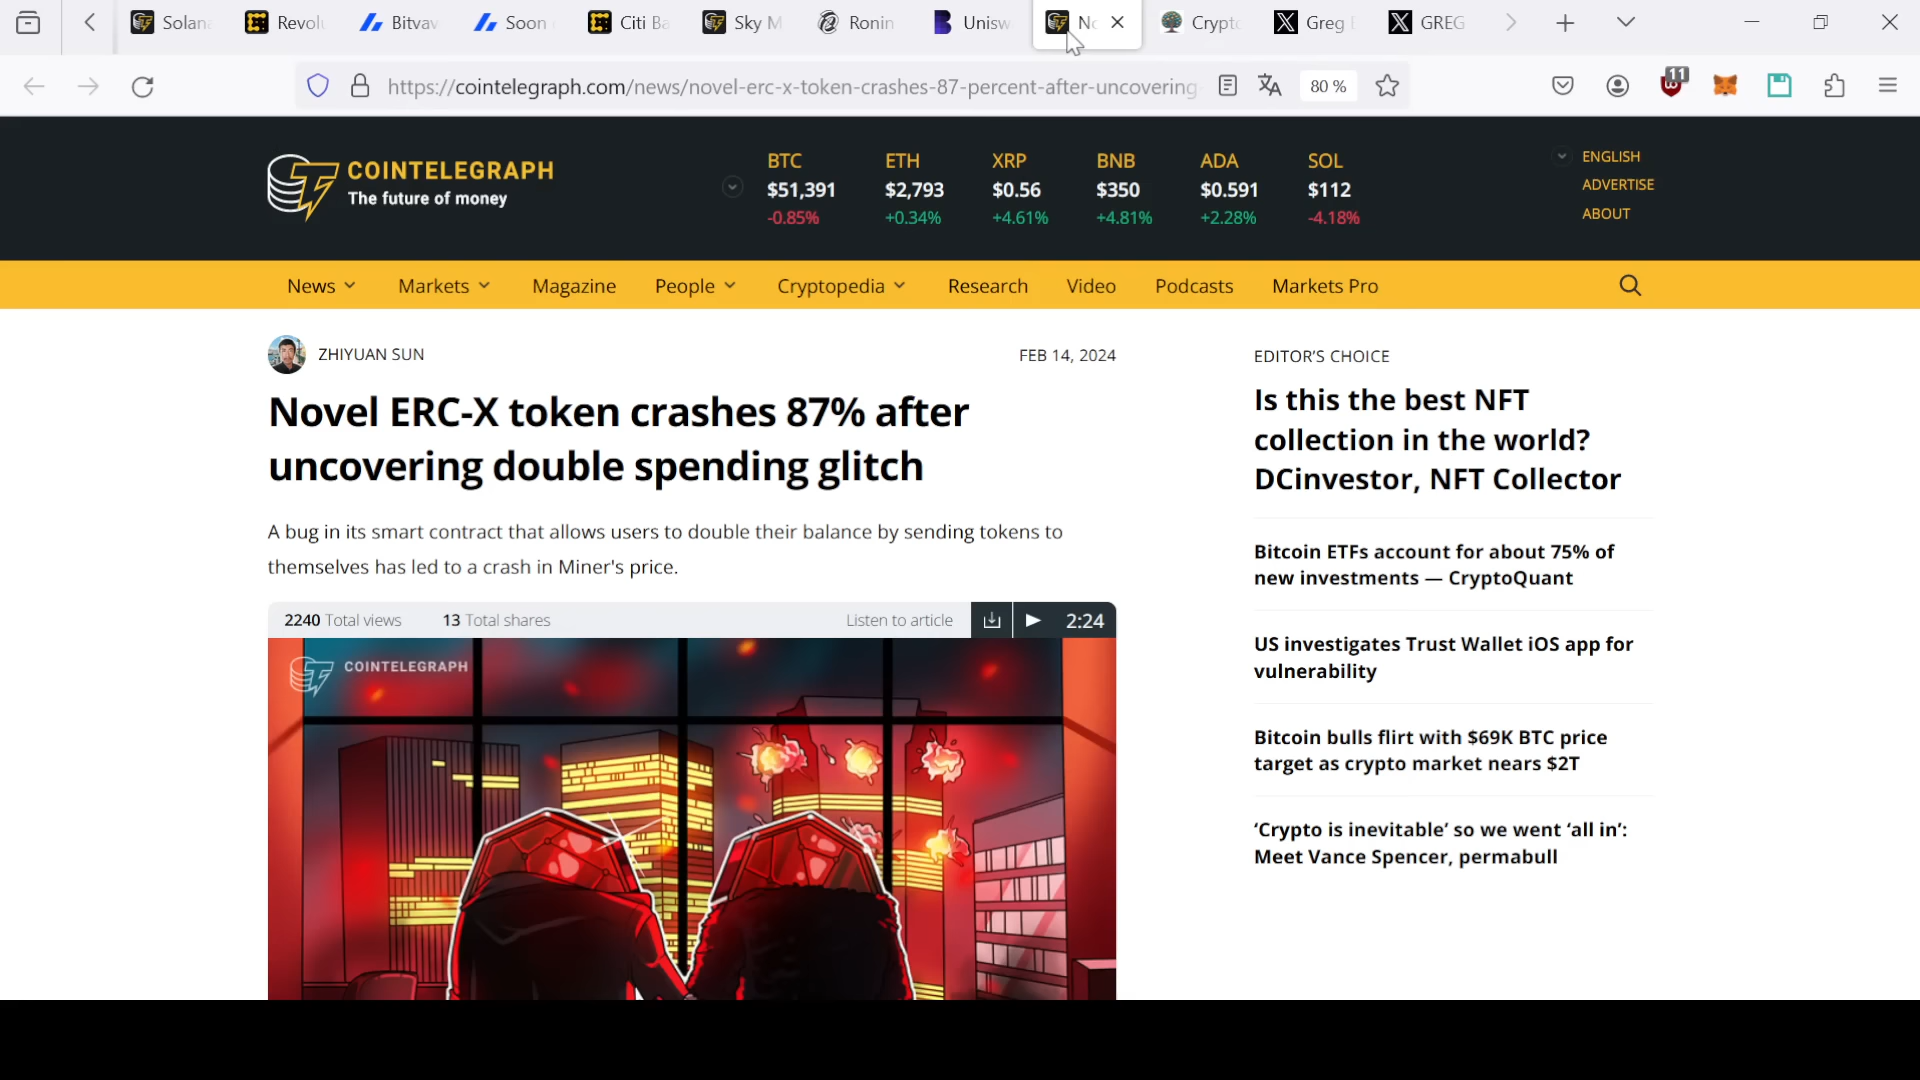 Solan
Revolu
Bitvav
Soon
Citi Ba
Sky M
Ronin
Unisw
No
Crypto
Greg
GREG
https://cointelegraph.com/news/novel-erc-x-token-crashes-87-percent-after-uncovering-
80 %
11
COINTELEGRAPH
The future of money
BTC ETH XRP BNB ADA SOL
$51,391 $2,793 $0.56 $350 $0.591 $112
-0.85% +0.34% +4.61% +4.81% +2.28% -4.18%
ENGLISH
ADVERTISE
ABOUT
News Markets Magazine People Cryptopedia Research Video Podcasts Markets Pro
ZHIYUAN SUN
FEB 14, 2024
Novel ERC-X token crashes 87% after
uncovering double spending glitch
A bug in its smart contract that allows users to double their balance by sending tokens to
themselves has led to a crash in Miner's price.
2240 Total views 13 Total shares Listen to article 2:24
COINTELEGRAPH
EDITOR'S CHOICE
Is this the best NFT
collection in the world?
DCinvestor, NFT Collector
Bitcoin ETFs account for about 75% of
new investments — CryptoQuant
US investigates Trust Wallet iOS app for
vulnerability
Bitcoin bulls flirt with $69K BTC price
target as crypto market nears $2T
‘Crypto is inevitable’ so we went ‘all in’:
Meet Vance Spencer, permabull